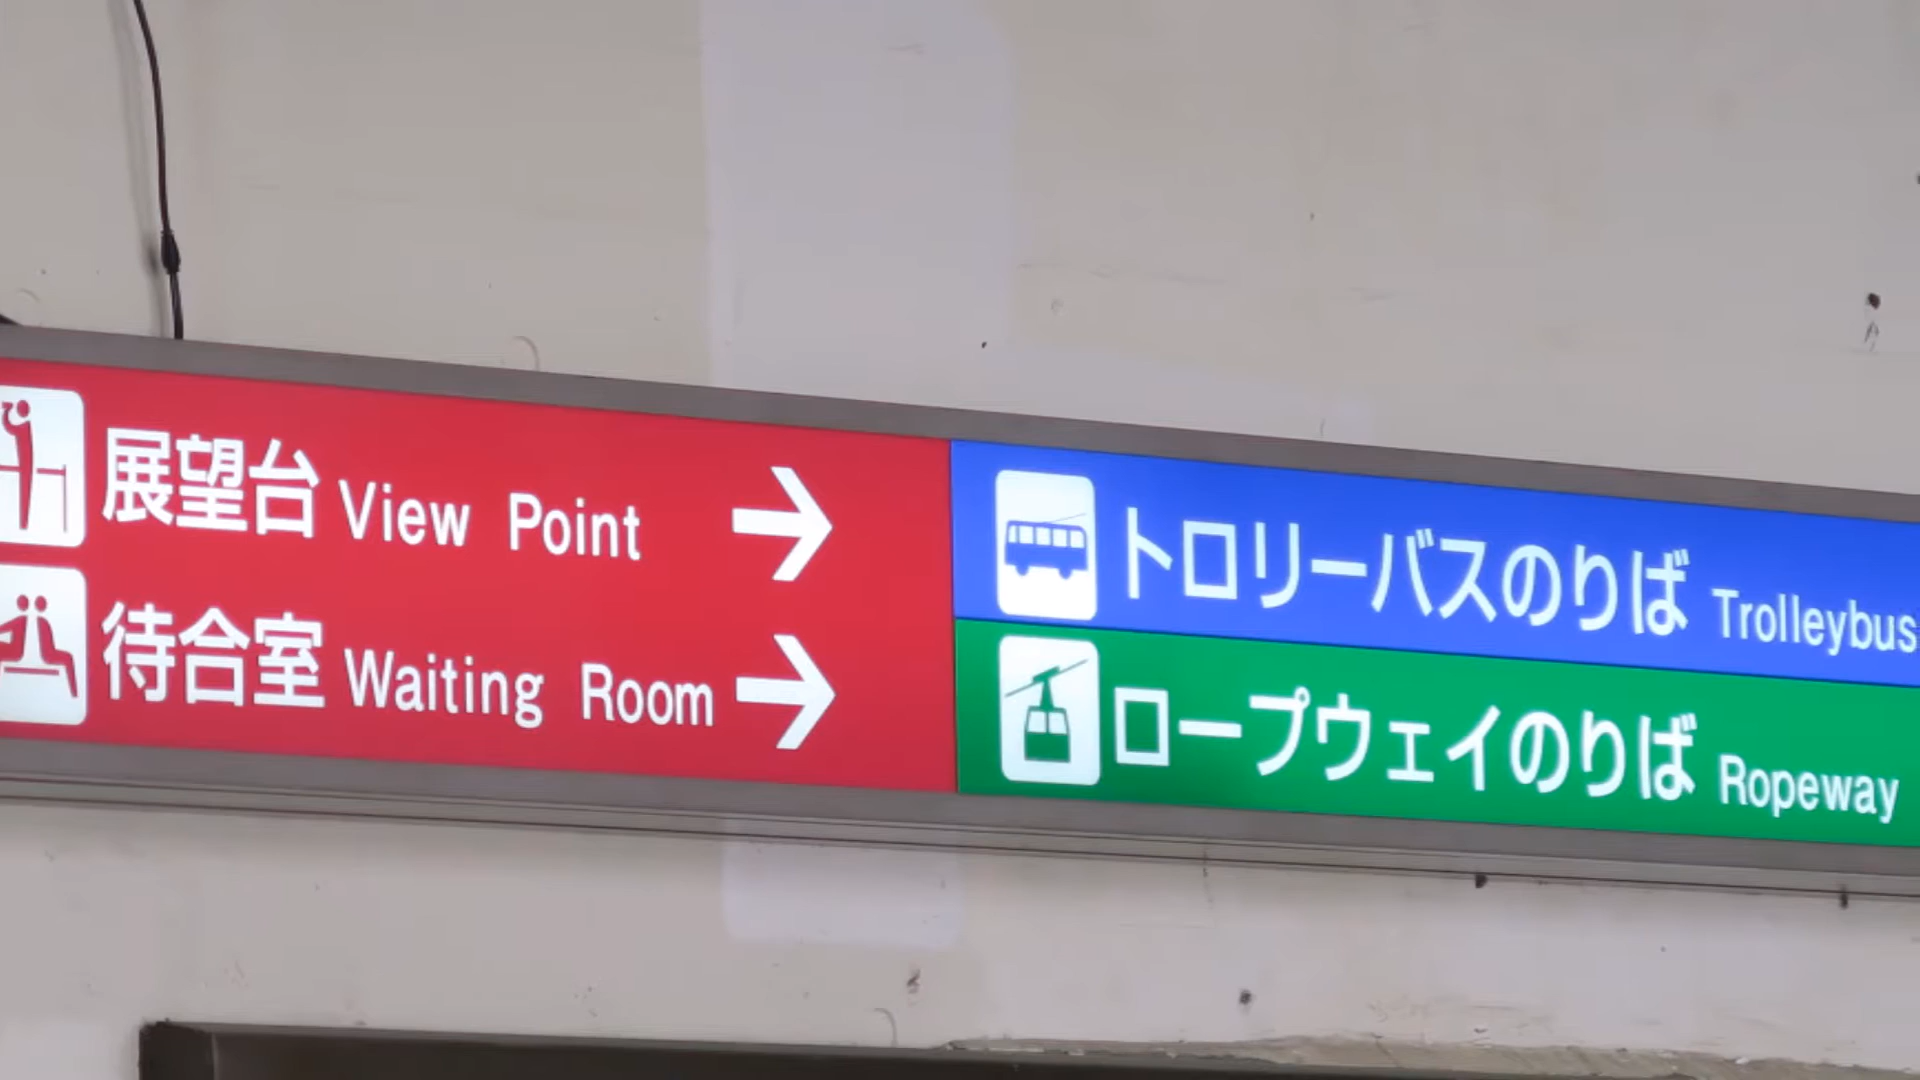 展望台 View Point →
待合室 Waiting Room →
トロリーバスのりば Trolleybus
ロープウェイのりば Ropeway